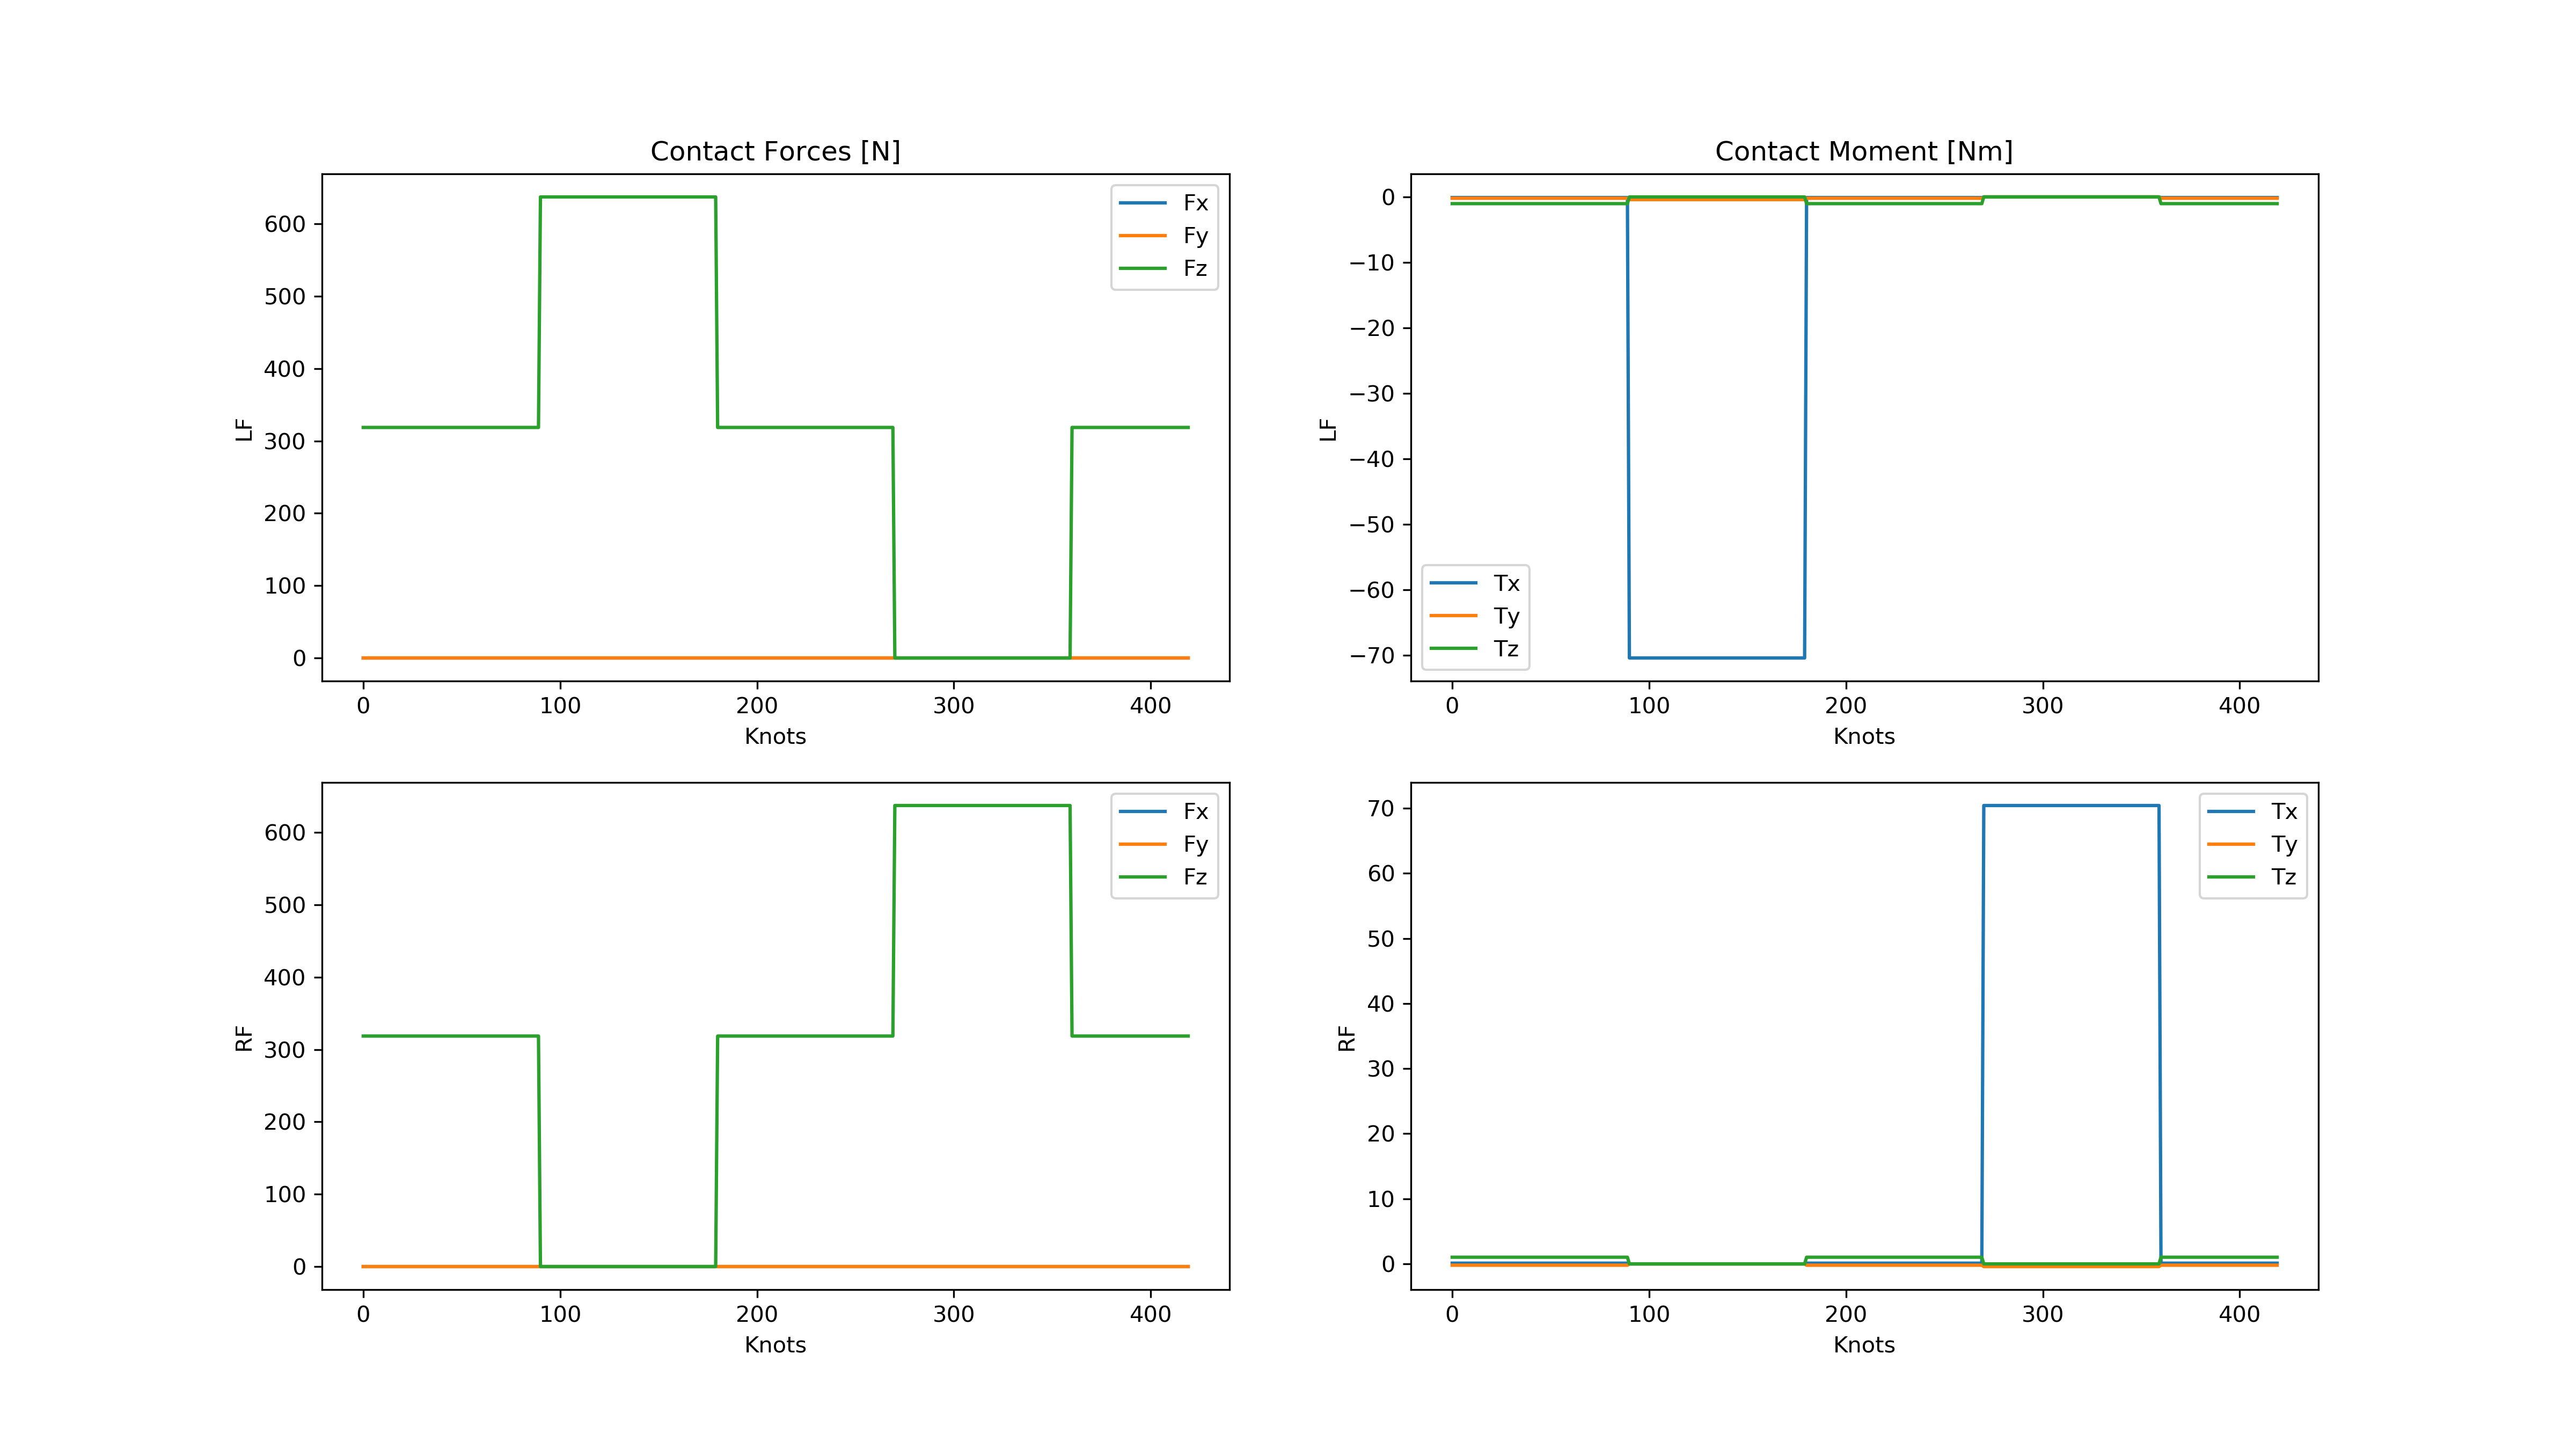 Contact Forces [N]
600
500
400
300
200
100
0
LF
0 100 200 300 400
Knots
Fx
Fy
Fz
Contact Moment [Nm]
0
−10
−20
−30
−40
−50
−60
−70
LF
0 100 200 300 400
Knots
Tx
Ty
Tz
600
500
400
300
200
100
0
RF
0 100 200 300 400
Knots
Fx
Fy
Fz
70
60
50
40
30
20
10
0
RF
0 100 200 300 400
Knots
Tx
Ty
Tz